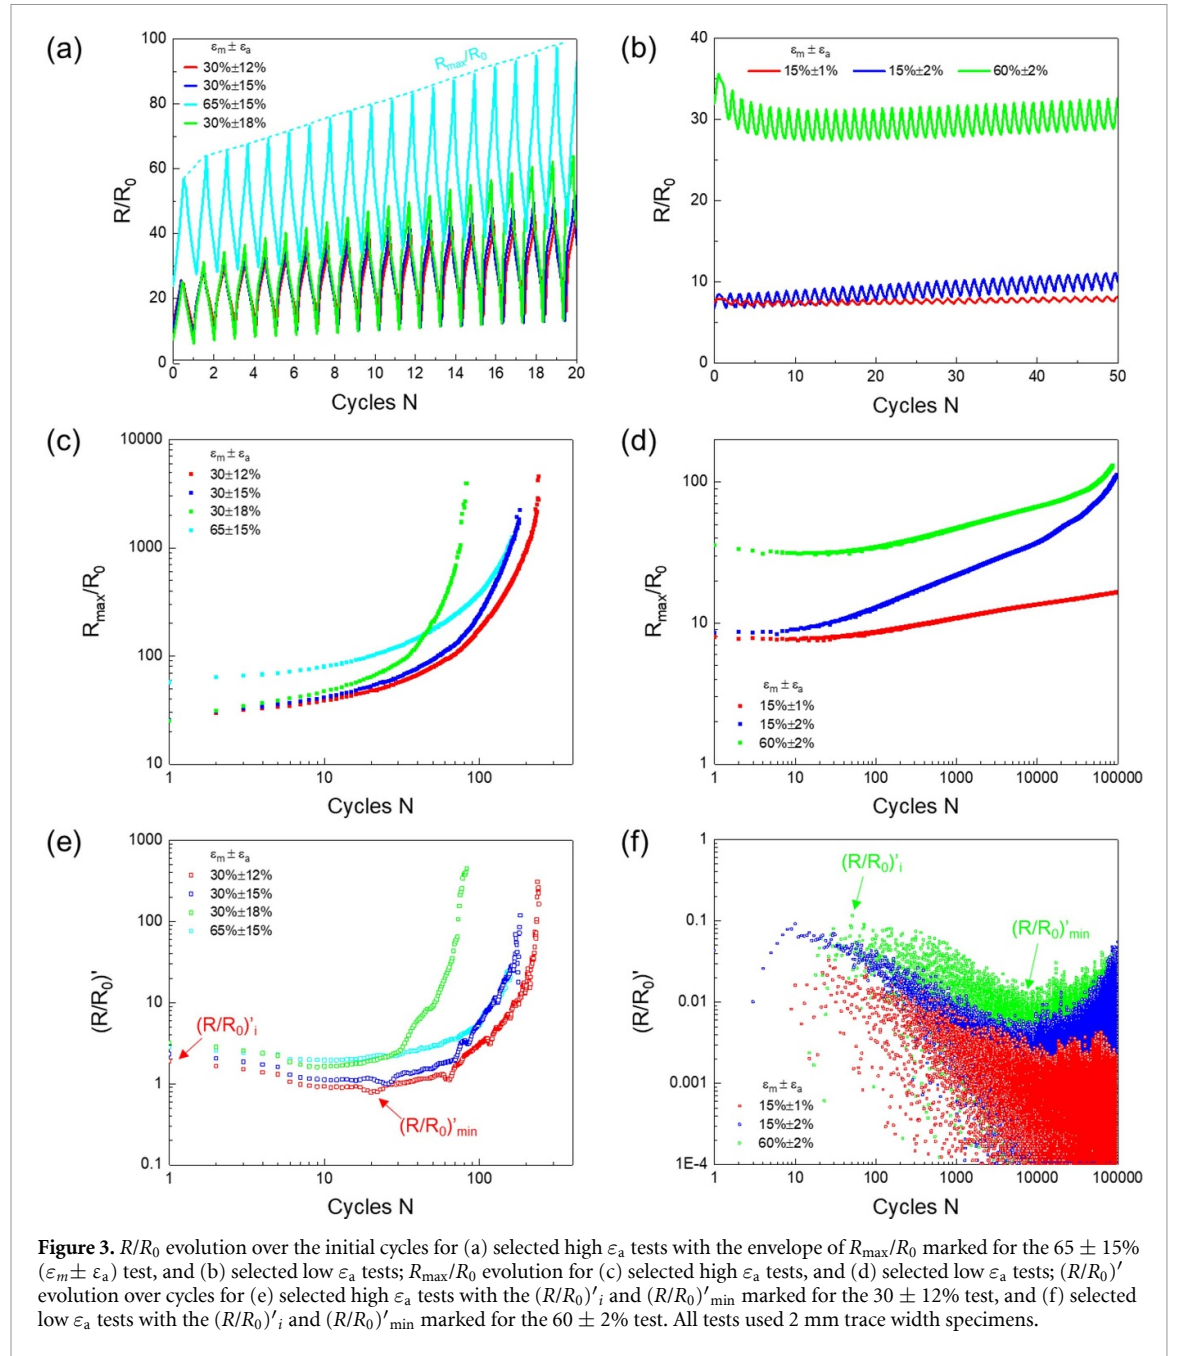 (a)
100
80
60
40
20
0
R/R₀
εₘ ± εₐ
30%±12%
30%±15%
65%±15%
30%±18%
Rₘₐₓ/R₀
0 2 4 6 8 10 12 14 16 18 20
Cycles N
(b)
40
30
20
10
0
R/R₀
εₘ ± εₐ
15%±1% 15%±2% 60%±2%
0 10 20 30 40 50
Cycles N
(c)
10000
1000
100
10
Rₘₐₓ/R₀
εₘ ± εₐ
30±12%
30±15%
30±18%
65±15%
1 10 100
Cycles N
(d)
100
10
1
Rₘₐₓ/R₀
εₘ ± εₐ
15%±1%
15%±2%
60%±2%
1 10 100 1000 10000 100000
Cycles N
(e)
1000
100
10
1
0.1
(R/R₀)'
εₘ ± εₐ
30%±12%
30%±15%
30%±18%
65%±15%
(R/R₀)'ᵢ
(R/R₀)'ₘᵢₙ
1 10 100
Cycles N
(f)
1
0.1
0.01
0.001
1E-4
(R/R₀)'
(R/R₀)'ᵢ
(R/R₀)'ₘᵢₙ
εₘ ± εₐ
15%±1%
15%±2%
60%±2%
1 10 100 1000 10000 100000
Cycles N
Figure 3. R/R₀ evolution over the initial cycles for (a) selected high εₐ tests with the envelope of Rₘₐₓ/R₀ marked for the 65 ± 15%
(εₘ± εₐ) test, and (b) selected low εₐ tests; Rₘₐₓ/R₀ evolution for (c) selected high εₐ tests, and (d) selected low εₐ tests; (R/R₀)′
evolution over cycles for (e) selected high εₐ tests with the (R/R₀)′ᵢ and (R/R₀)′ₘᵢₙ marked for the 30 ± 12% test, and (f) selected
low εₐ tests with the (R/R₀)′ᵢ and (R/R₀)′ₘᵢₙ marked for the 60 ± 2% test. All tests used 2 mm trace width specimens.